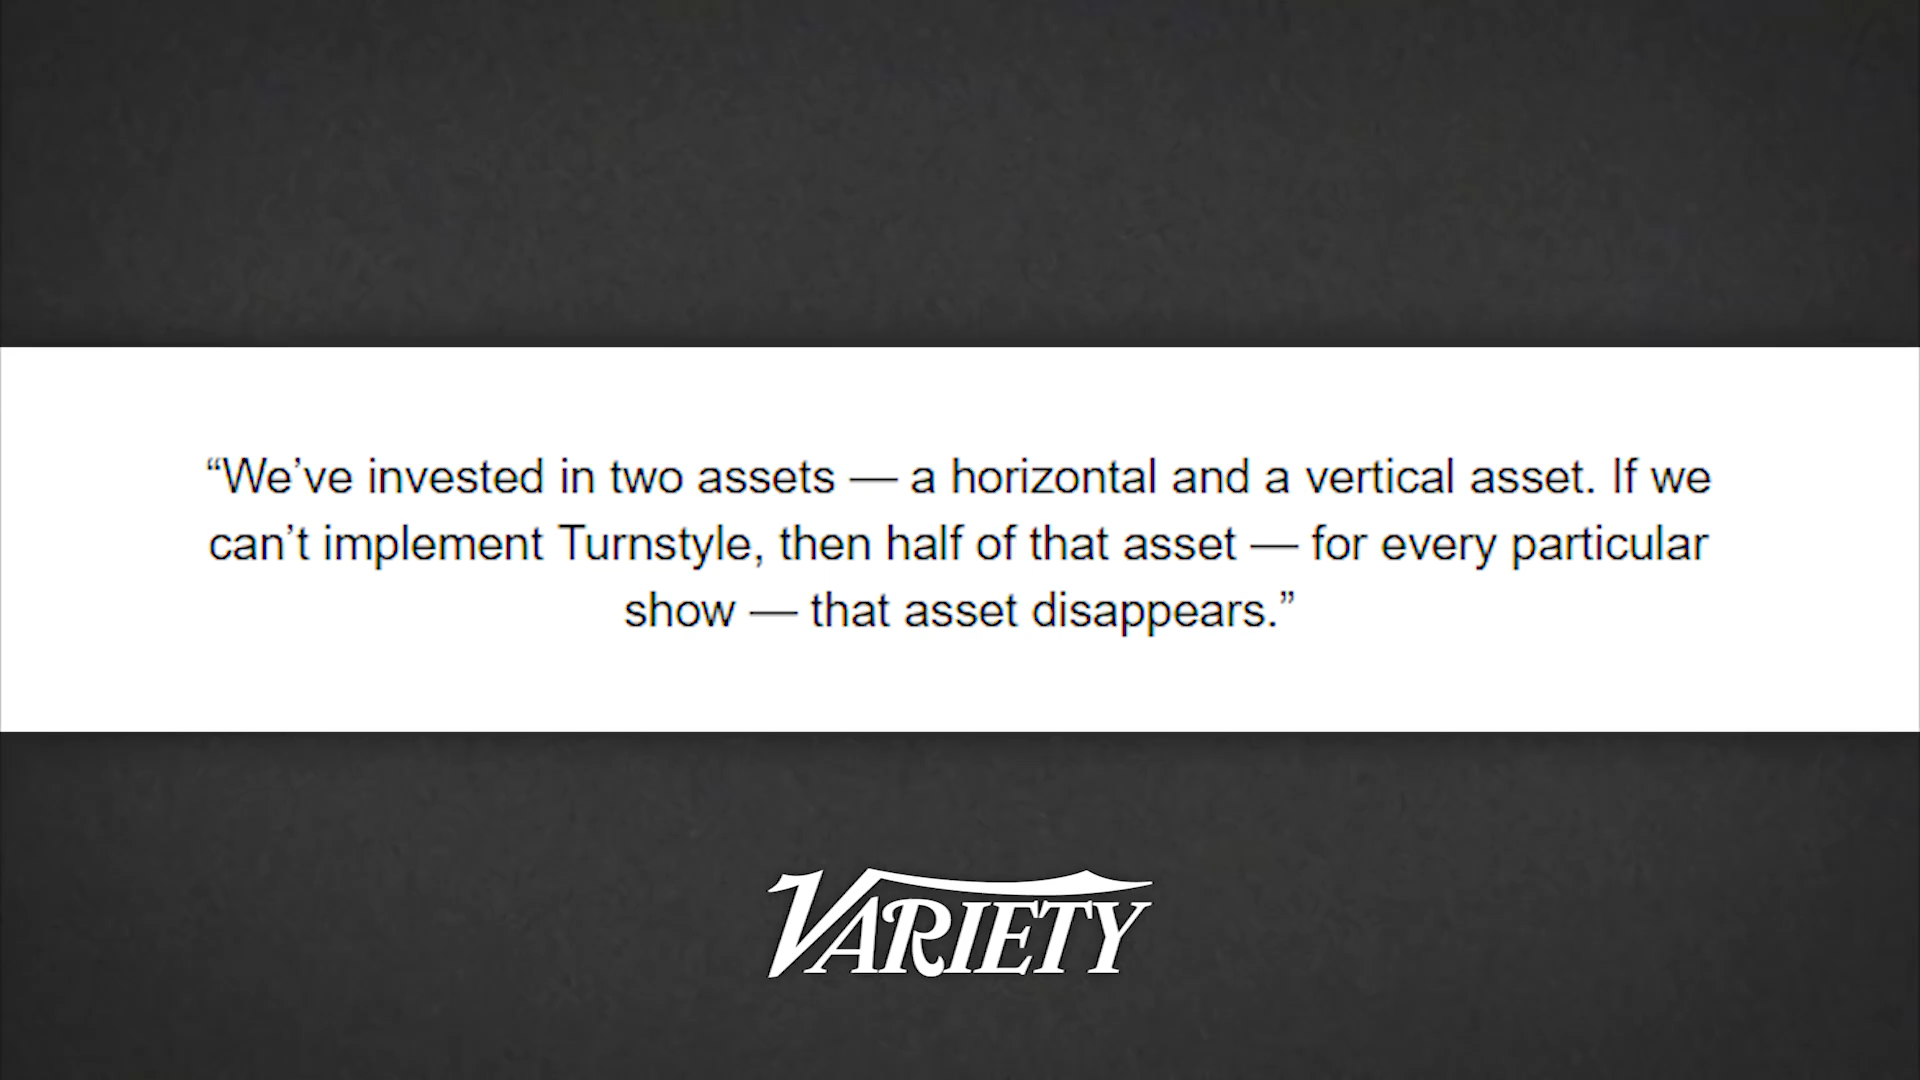 “We’ve invested in two assets — a horizontal and a vertical asset. If we
can’t implement Turnstyle, then half of that asset — for every particular
show — that asset disappears.”
VARIETY